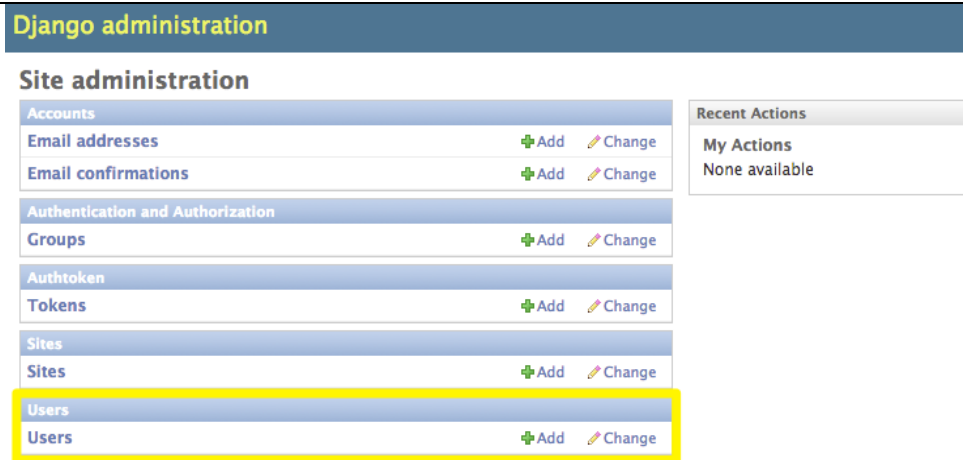 Django administration
Site administration
Accounts
Email addresses Add Change
Email confirmations Add Change
Authentication and Authorization
Groups Add Change
Authtoken
Tokens Add Change
Sites
Sites Add Change
Users
Users Add Change
Recent Actions
My Actions
None available